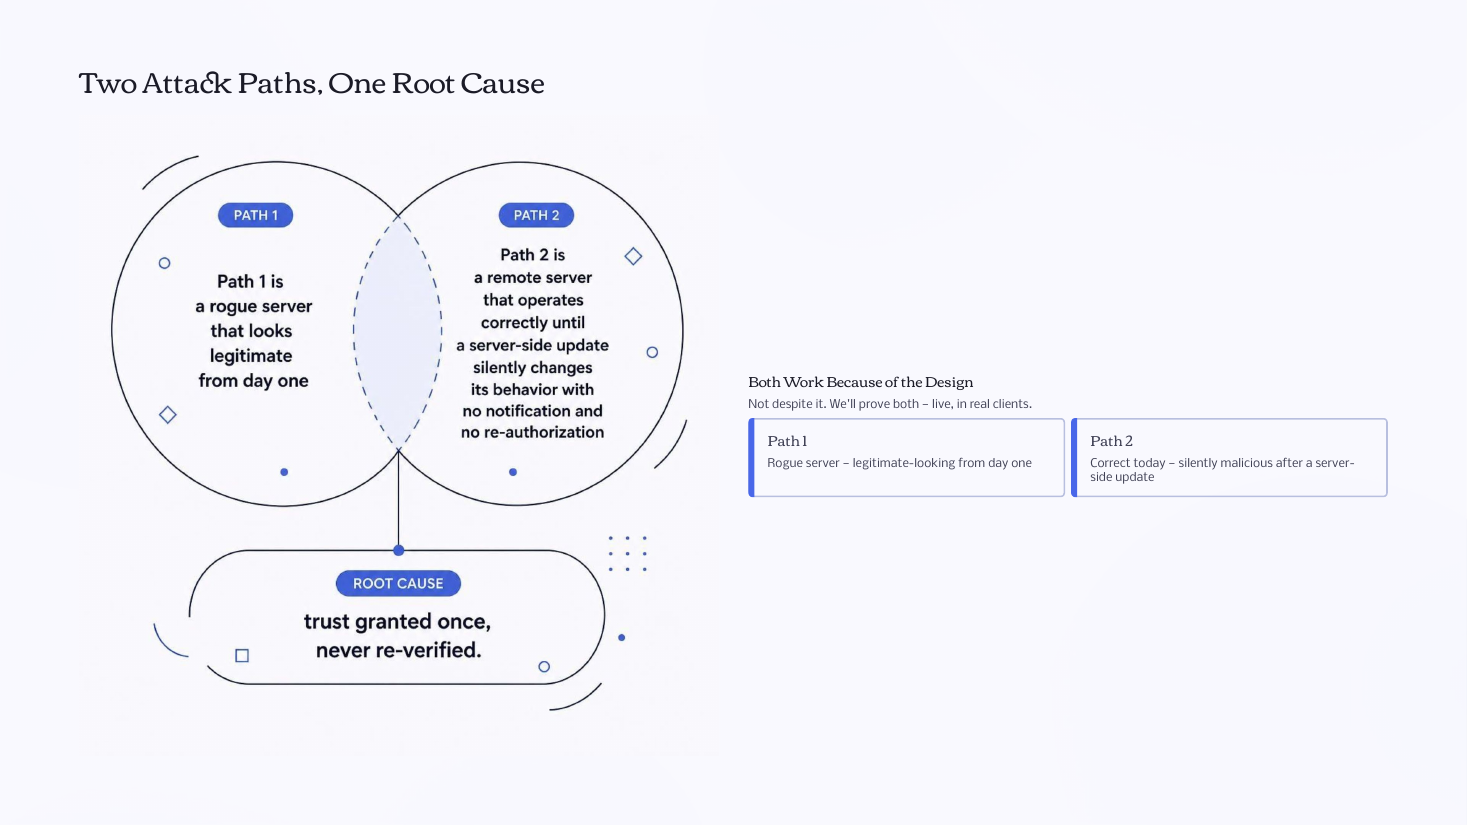 Two Attack Paths, One Root Cause
PATH 1
Path 1 is
a rogue server
that looks
legitimate
from day one
PATH 2
Path 2 is
a remote server
that operates
correctly until
a server-side update
silently changes
its behavior with
no notification and
no re-authorization
ROOT CAUSE
trust granted once,
never re-verified.
Both Work Because of the Design
Not despite it. We'll prove both – live, in real clients.
Path 1
Rogue server – legitimate-looking from day one
Path 2
Correct today – silently malicious after a server-
side update